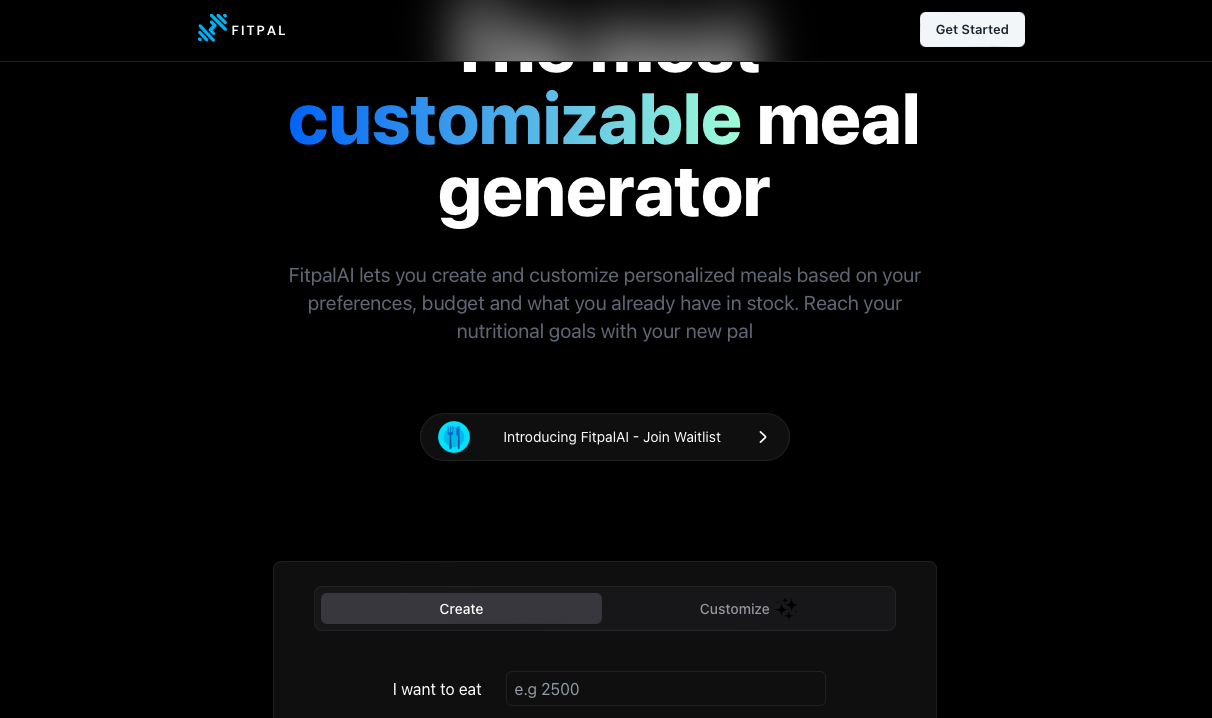 FITPAL
Get Started
The most
customizable meal
generator
FitpalAI lets you create and customize personalized meals based on your
preferences, budget and what you already have in stock. Reach your
nutritional goals with your new pal
Introducing FitpalAI - Join Waitlist
Create
Customize
I want to eat
e.g 2500